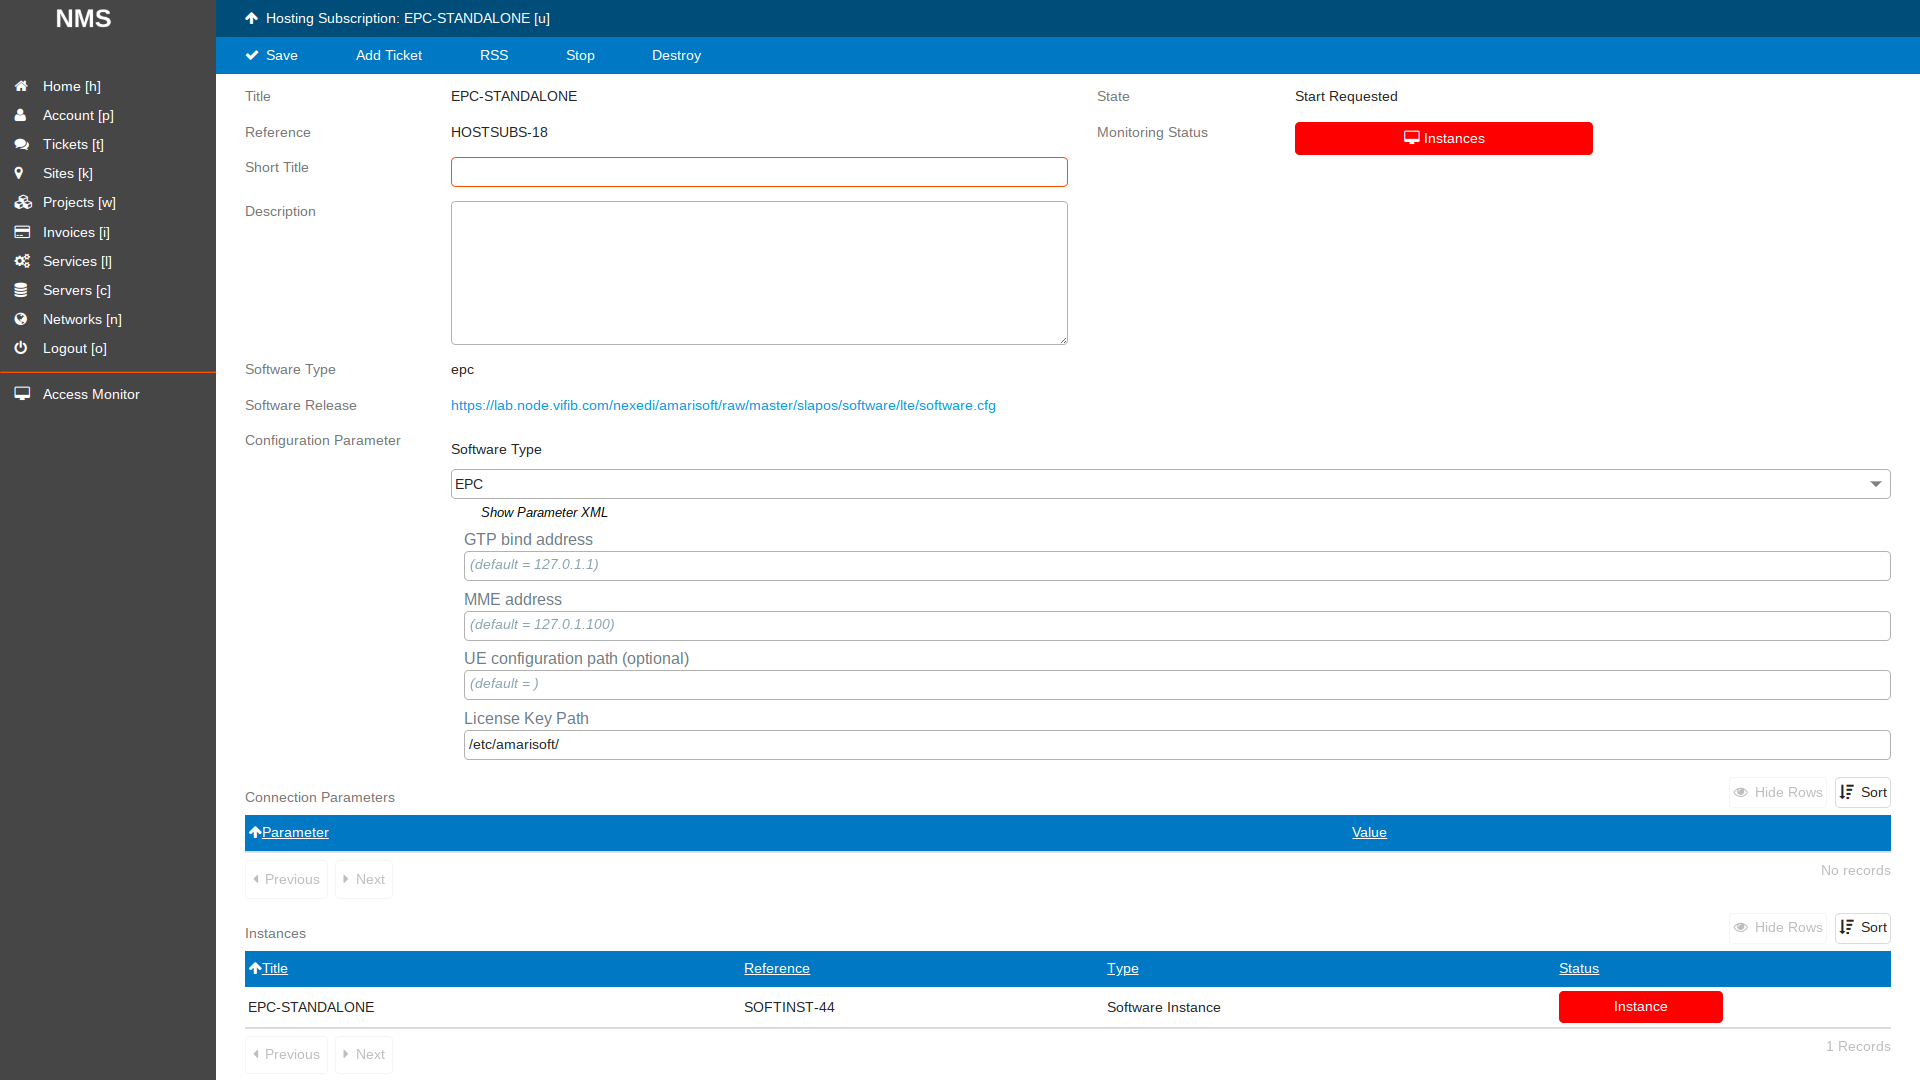 NMS
Home [h]
Account [p]
Tickets [t]
Sites [k]
Projects [w]
Invoices [i]
Services [l]
Servers [c]
Networks [n]
Logout [o]
Access Monitor
Hosting Subscription: EPC-STANDALONE [u]
Save Add Ticket RSS Stop Destroy
Title EPC-STANDALONE State Start Requested
Reference HOSTSUBS-18 Monitoring Status Instances
Short Title
Description
Software Type epc
Software Release https://lab.node.vifib.com/nexedi/amarisoft/raw/master/slapos/software/lte/software.cfg
Configuration Parameter
Software Type
EPC
Show Parameter XML
GTP bind address
(default = 127.0.1.1)
MME address
(default = 127.0.1.100)
UE configuration path (optional)
(default = )
License Key Path
/etc/amarisoft/
Connection Parameters Hide Rows Sort
Parameter Value
Previous Next No records
Instances Hide Rows Sort
Title Reference Type Status
EPC-STANDALONE SOFTINST-44 Software Instance Instance
Previous Next 1 Records